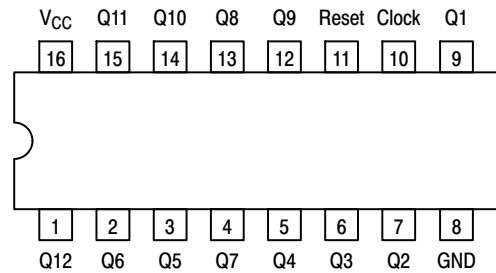 VCC Q11 Q10 Q8 Q9 Reset Clock Q1
16 15 14 13 12 11 10 9
1 2 3 4 5 6 7 8
Q12 Q6 Q5 Q7 Q4 Q3 Q2 GND